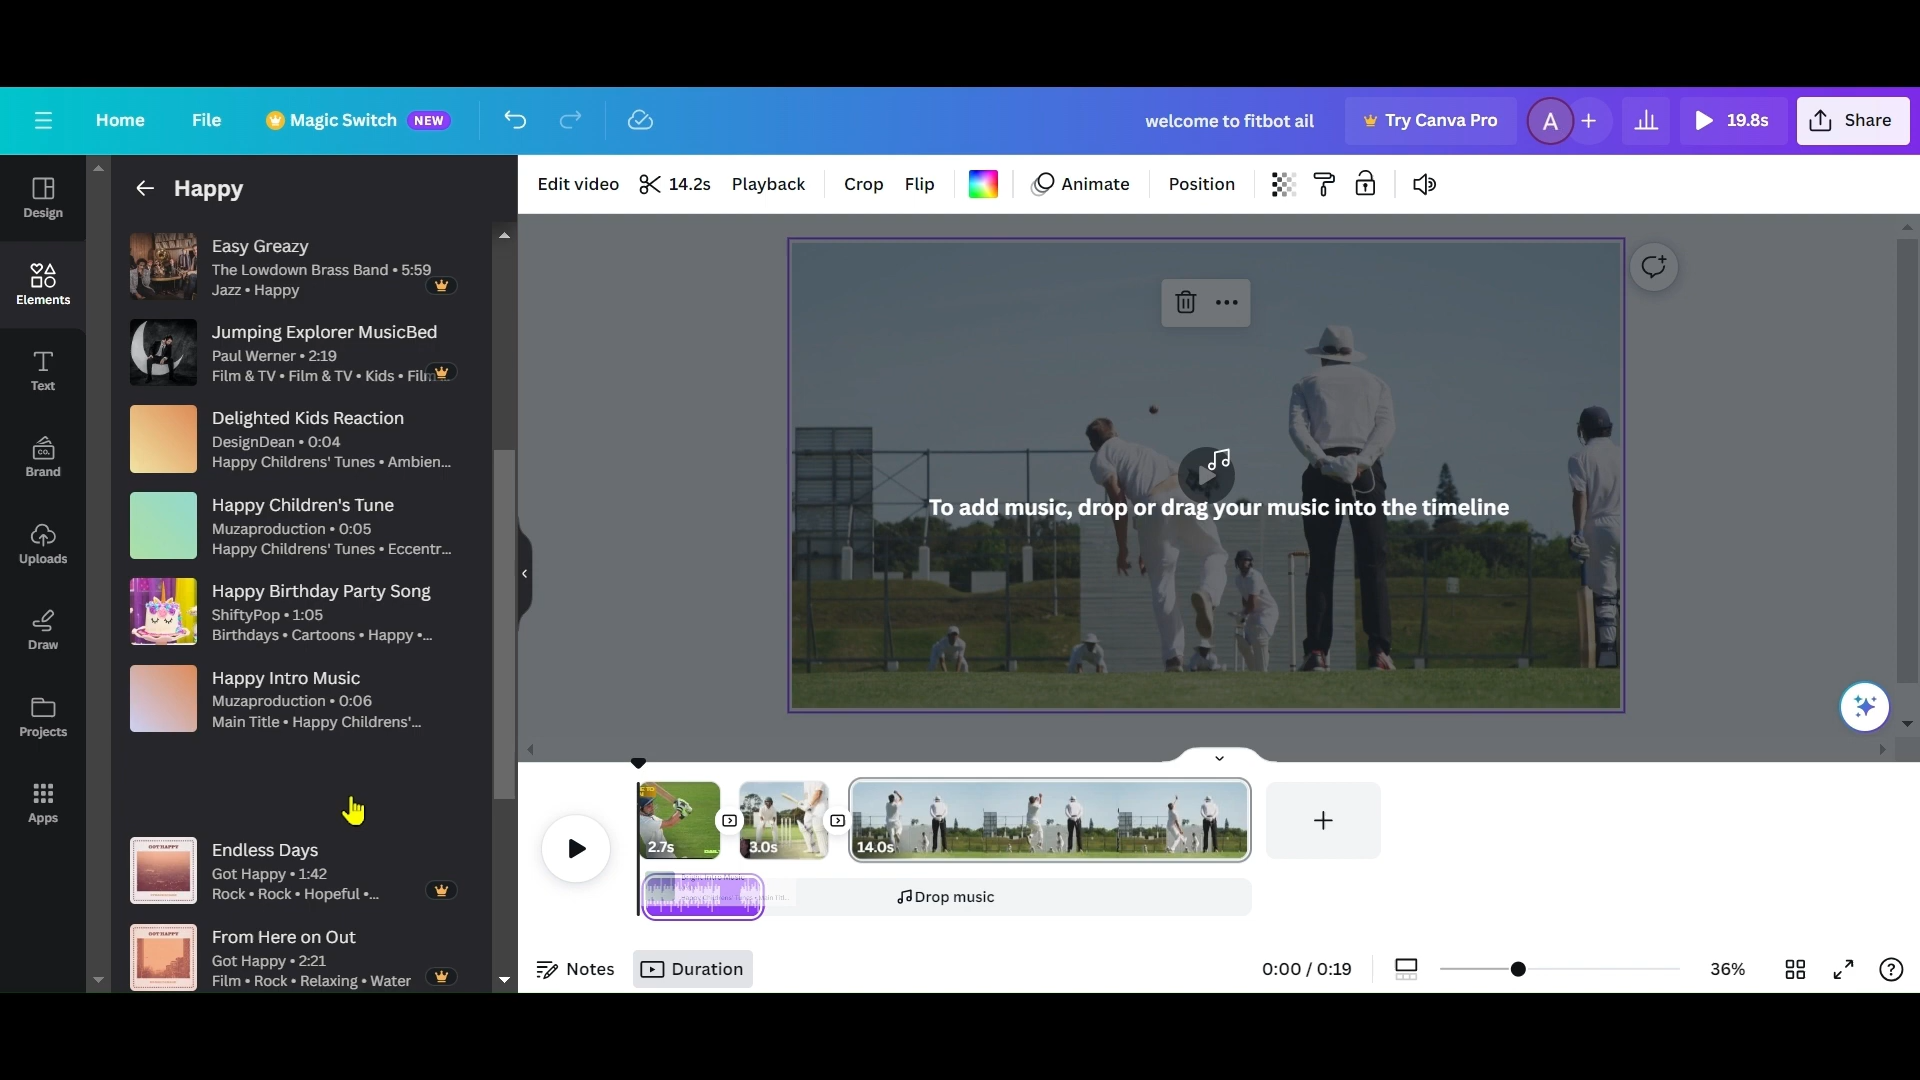 Home
File
Magic Switch
NEW
welcome to fitbot ail
Try Canva Pro
A
19.8s
Share
Design
Elements
Text
CO.
Brand
Uploads
Draw
Projects
Apps
Happy
Easy Greazy
The Lowdown Brass Band • 5:59
Jazz • Happy
Jumping Explorer MusicBed
Paul Werner • 2:19
Film & TV • Film & TV • Kids • Film
Delighted Kids Reaction
DesignDean • 0:04
Happy Childrens' Tunes • Ambien...
Happy Children's Tune
Muzaproduction • 0:05
Happy Childrens' Tunes • Eccentr...
Happy Birthday Party Song
ShiftyPop • 1:05
Birthdays • Cartoons • Happy •...
Happy Intro Music
Muzaproduction • 0:06
Main Title • Happy Childrens'...
GOT HAPPY
Endless Days
Got Happy • 1:42
Rock • Rock • Hopeful •...
GOT HAPPY
From Here on Out
Got Happy • 2:21
Film • Rock • Relaxing • Water
Edit video
14.2s
Playback
Crop
Flip
Animate
Position
To add music, drop or drag your music into the timeline
2.7s
3.0s
14.0s
Drop music
Notes
Duration
0:00 / 0:19
36%